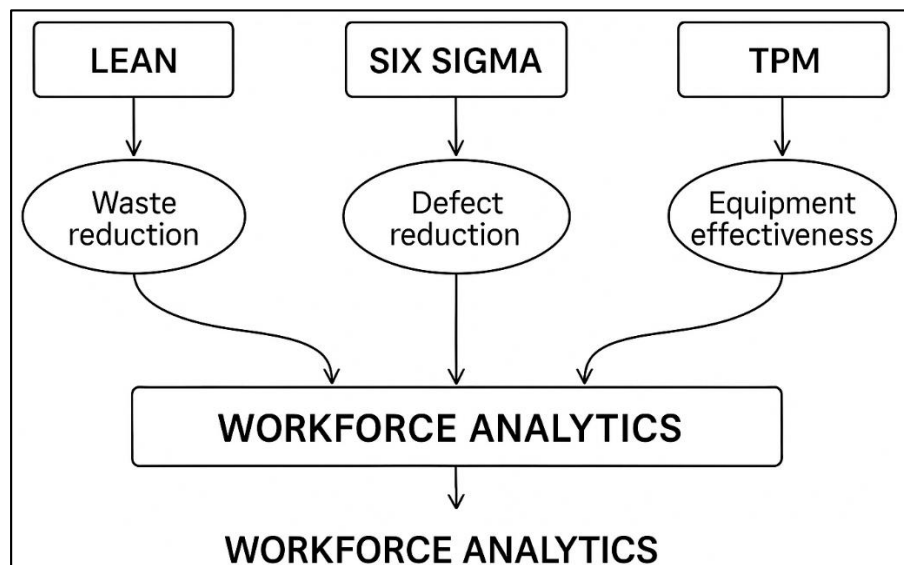 LEAN
SIX SIGMA
TPM
Waste
reduction
Defect
reduction
Equipment
effectiveness
WORKFORCE ANALYTICS
WORKFORCE ANALYTICS